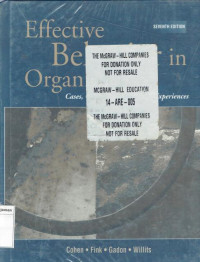 SEVENTH EDITION
Effective
Be r in
Organ
THE McGRAW-HILL COMPANIES
FOR DONATION ONLY
NOT FOR RESALE
McGRAW-HILL EDUCATION
14-ARE-005
THE McGRAW-HILL COMPANIES
FOR DONATION ONLY
NOT FOR RESALE
Cases, xperiences
Cohen • Fink • Gadon • Willits